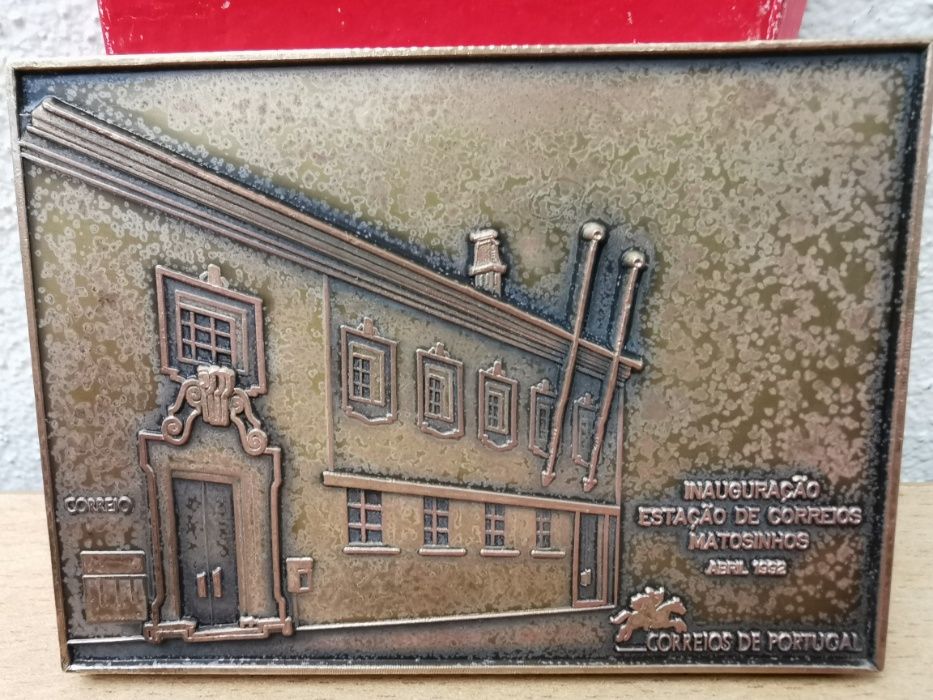 CORREIO
INAUGURAÇÃO
ESTAÇÃO DE CORREIOS
MATOSINHOS
ABRIL 1992
CORREIOS DE PORTUGAL